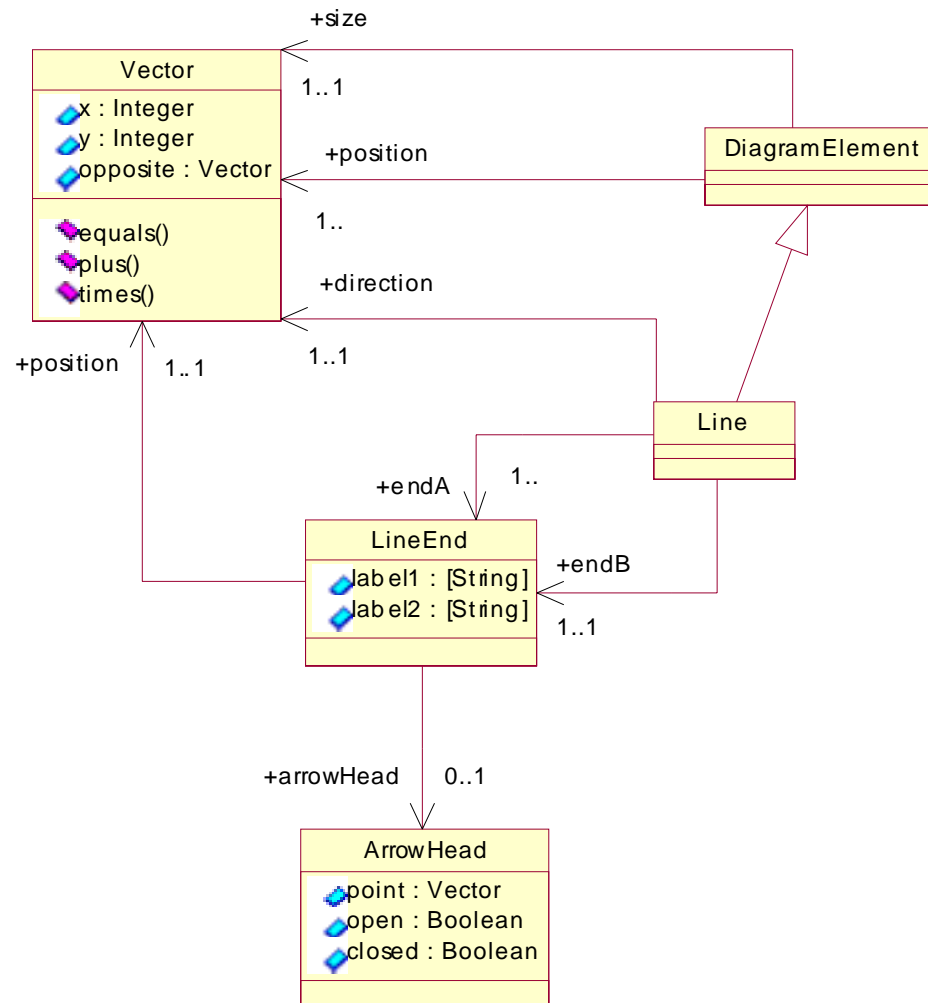 +size
Vector
1..1
x : Integer
y : Integer
opposite : Vector
+position
DiagramElement
1..
equals()
plus()
times()
+direction
+position
1..1
1..1
Line
+endA
1..
LineEnd
label1 : [String]
label2 : [String]
+endB
1..1
+arrowHead
0..1
ArrowHead
point : Vector
open : Boolean
closed : Boolean